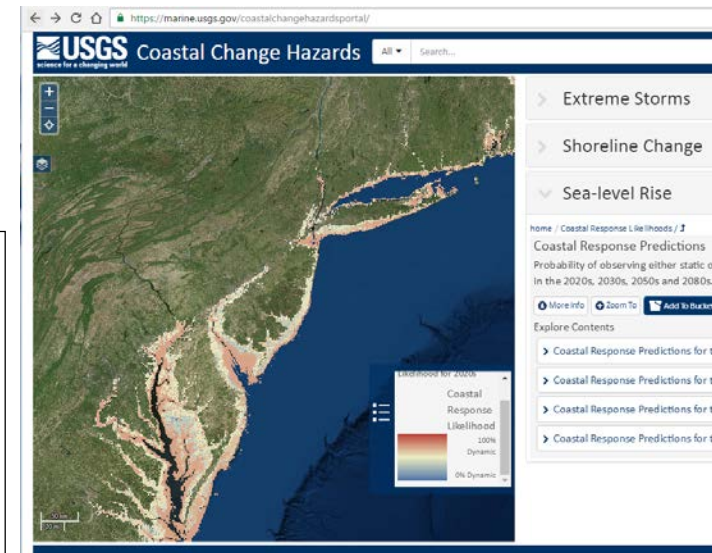 https://marine.usgs.gov/coastalchangehazardsportal/
USGS
science for a changing world
Coastal Change Hazards
All
Search...
Extreme Storms
Shoreline Change
Sea-level Rise
home / Coastal Response Likelihoods /
Coastal Response Predictions
Probability of observing either static o
in the 2020s, 2030s, 2050s and 2080s.
More Info
Zoom To
Add To Bucke
Explore Contents
Coastal Response Predictions for t
Coastal Response Predictions for t
Coastal Response Predictions for t
Coastal Response Predictions for t
Likelihood for 2020s
Coastal
Response
Likelihood
100%
Dynamic
0% Dynamic